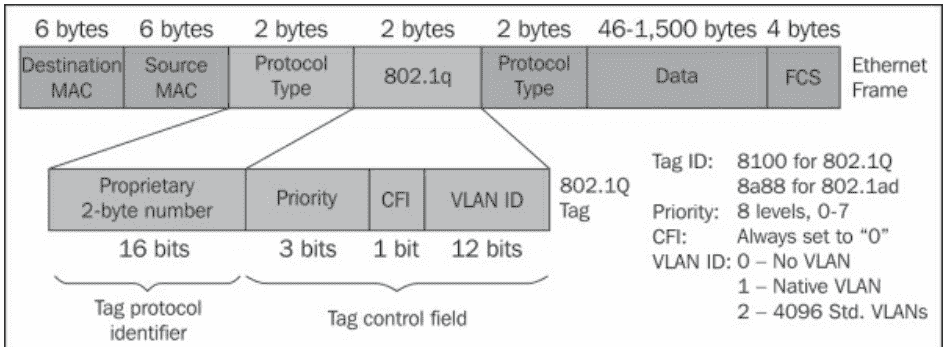 6 bytes 6 bytes 2 bytes 2 bytes 2 bytes 46-1,500 bytes 4 bytes
Destination MAC
Source MAC
Protocol Type
802.1q
Protocol Type
Data
FCS
Ethernet Frame
Proprietary
2-byte number
Priority
CFI
VLAN ID
802.1Q
Tag
16 bits 3 bits 1 bit 12 bits
Tag protocol
identifier
Tag control field
Tag ID: 8100 for 802.1Q
8a88 for 802.1ad
Priority: 8 levels, 0-7
CFI: Always set to “0”
VLAN ID: 0 – No VLAN
1 – Native VLAN
2 – 4096 Std. VLANs